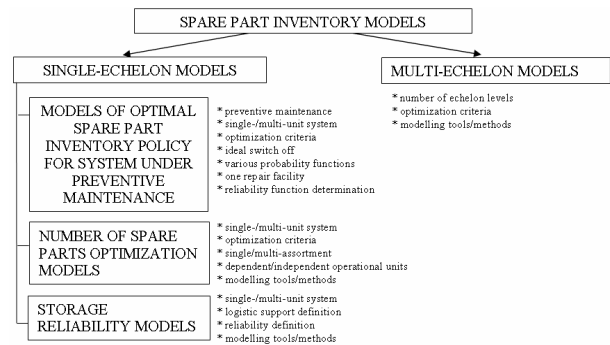 SPARE PART INVENTORY MODELS
SINGLE-ECHELON MODELS
MULTI-ECHELON MODELS
* number of echelon levels
* optimization criteria
* modelling tools/methods
MODELS OF OPTIMAL
SPARE PART
INVENTORY POLICY
FOR SYSTEM UNDER
PREVENTIVE
MAINTENANCE
* preventive maintenance
* single-/multi-unit system
* optimization criteria
* ideal switch off
* various probability functions
* one repair facility
* reliability function determination
NUMBER OF SPARE
PARTS OPTIMIZATION
MODELS
* single-/multi-unit system
* optimization criteria
* single/multi-assortment
* dependent/independent operational units
* modelling tools/methods
STORAGE
RELIABILITY MODELS
* single-/multi-unit system
* logistic support definition
* reliability definition
* modelling tools/methods